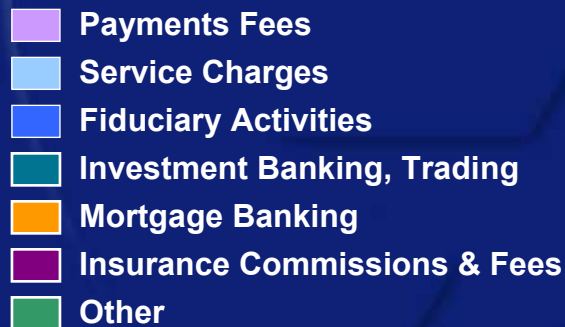 Payments Fees
Service Charges
Fiduciary Activities
Investment Banking, Trading
Mortgage Banking
Insurance Commissions & Fees
Other